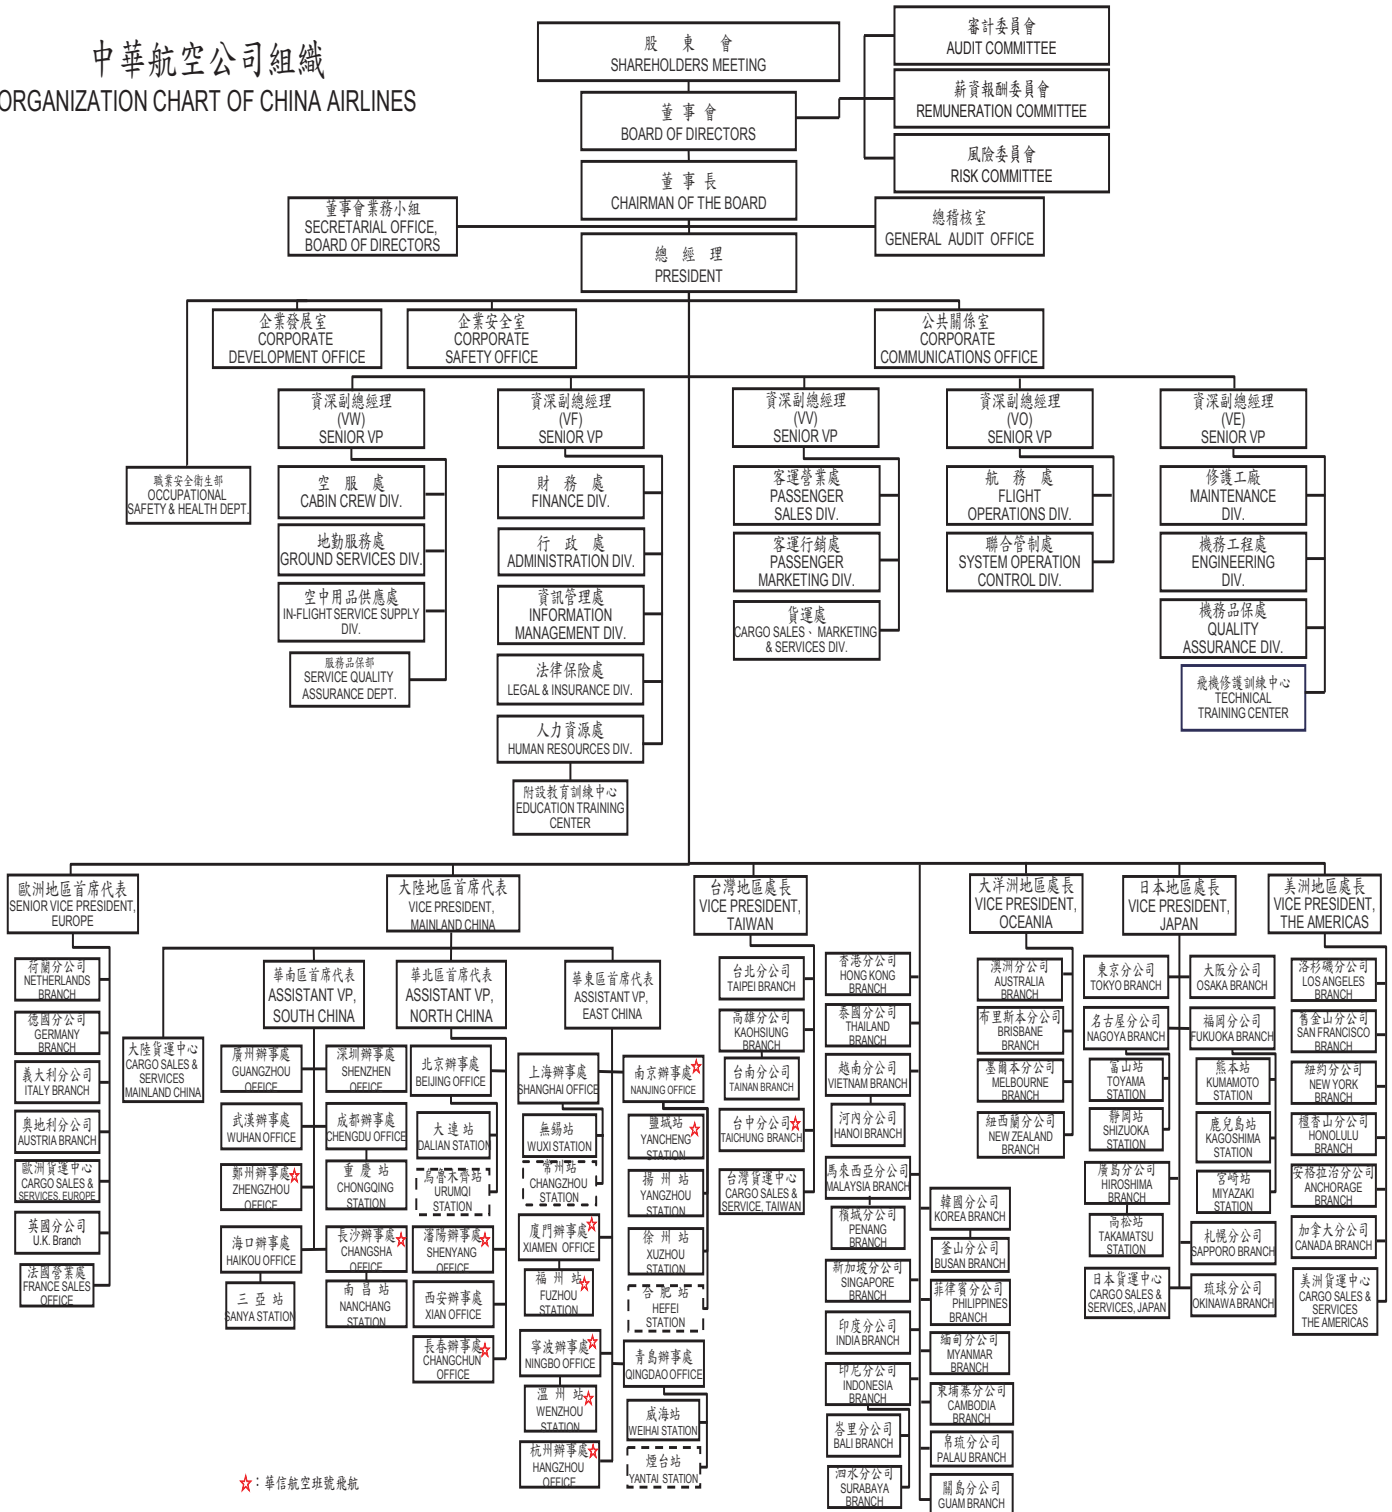 中華航空公司組織
ORGANIZATION CHART OF CHINA AIRLINES
股 東 會
SHAREHOLDERS MEETING
董 事 會
BOARD OF DIRECTORS
審計委員會
AUDIT COMMITTEE
薪資報酬委員會
REMUNERATION COMMITTEE
風險委員會
RISK COMMITTEE
董 事 長
CHAIRMAN OF THE BOARD
董事會業務小組
SECRETARIAL OFFICE,
BOARD OF DIRECTORS
總稽核室
GENERAL AUDIT OFFICE
總 經 理
PRESIDENT
企業發展室
CORPORATE
DEVELOPMENT OFFICE
企業安全室
CORPORATE
SAFETY OFFICE
公共關係室
CORPORATE
COMMUNICATIONS OFFICE
職業安全衛生部
OCCUPATIONAL
SAFETY & HEALTH DEPT.
資深副總經理
(VW)
SENIOR VP
空 服 處
CABIN CREW DIV.
地勤服務處
GROUND SERVICES DIV.
空中用品供應處
IN-FLIGHT SERVICE SUPPLY
DIV.
服務品保部
SERVICE QUALITY
ASSURANCE DEPT.
資深副總經理
(VF)
SENIOR VP
財 務 處
FINANCE DIV.
行 政 處
ADMINISTRATION DIV.
資訊管理處
INFORMATION
MANAGEMENT DIV.
法律保險處
LEGAL & INSURANCE DIV.
人力資源處
HUMAN RESOURCES DIV.
附設教育訓練中心
EDUCATION TRAINING
CENTER
資深副總經理
(VV)
SENIOR VP
客運營業處
PASSENGER
SALES DIV.
客運行銷處
PASSENGER
MARKETING DIV.
貨運處
CARGO SALES、MARKETING
& SERVICES DIV.
資深副總經理
(VO)
SENIOR VP
航 務 處
FLIGHT
OPERATIONS DIV.
聯合管制處
SYSTEM OPERATION
CONTROL DIV.
資深副總經理
(VE)
SENIOR VP
修護工廠
MAINTENANCE
DIV.
機務工程處
ENGINEERING
DIV.
機務品保處
QUALITY
ASSURANCE DIV.
飛機修護訓練中心
TECHNICAL
TRAINING CENTER
歐洲地區首席代表
SENIOR VICE PRESIDENT,
EUROPE
荷蘭分公司
NETHERLANDS
BRANCH
德國分公司
GERMANY
BRANCH
義大利分公司
ITALY BRANCH
奧地利分公司
AUSTRIA BRANCH
歐洲貨運中心
CARGO SALES &
SERVICES, EUROPE
英國分公司
U.K. Branch
法國營業處
FRANCE SALES
OFFICE
大陸地區首席代表
VICE PRESIDENT,
MAINLAND CHINA
大陸貨運中心
CARGO SALES &
SERVICES
MAINLAND CHINA
華南區首席代表
ASSISTANT VP,
SOUTH CHINA
廣州辦事處
GUANGZHOU
OFFICE
武漢辦事處
WUHAN OFFICE
鄭州辦事處☆
ZHENGZHOU
OFFICE
海口辦事處
HAIKOU OFFICE
三 亞 站
SANYA STATION
深圳辦事處
SHENZHEN
OFFICE
成都辦事處
CHENGDU OFFICE
重 慶 站
CHONGQING
STATION
長沙辦事處☆
CHANGSHA
OFFICE
南 昌 站
NANCHANG
STATION
華北區首席代表
ASSISTANT VP,
NORTH CHINA
北京辦事處
BEIJING OFFICE
大 連 站
DALIAN STATION
烏魯木齊站
URUMQI
STATION
瀋陽辦事處☆
SHENYANG
OFFICE
西安辦事處
XIAN OFFICE
長春辦事處☆
CHANGCHUN
OFFICE
華東區首席代表
ASSISTANT VP,
EAST CHINA
上海辦事處
SHANGHAI OFFICE
無錫站
WUXI STATION
常州站
CHANGZHOU
STATION
廈門辦事處☆
XIAMEN OFFICE
福 州 站☆
FUZHOU
STATION
寧波辦事處☆
NINGBO OFFICE
溫 州 站☆
WENZHOU
STATION
杭州辦事處☆
HANGZHOU
OFFICE
南京辦事處☆
NANJING OFFICE
鹽城站☆
YANCHENG
STATION
揚 州 站
YANGZHOU
STATION
徐 州 站
XUZHOU
STATION
合 肥 站
HEFEI
STATION
青島辦事處
QINGDAO OFFICE
威海站
WEIHAI STATION
煙台站
YANTAI STATION
台灣地區處長
VICE PRESIDENT,
TAIWAN
台北分公司
TAIPEI BRANCH
高雄分公司
KAOHSIUNG
BRANCH
台南分公司
TAINAN BRANCH
台中分公司☆
TAICHUNG BRANCH
台灣貨運中心
CARGO SALES &
SERVICE, TAIWAN
香港分公司
HONG KONG
BRANCH
泰國分公司
THAILAND
BRANCH
越南分公司
VIETNAM BRANCH
河內分公司
HANOI BRANCH
馬來西亞分公司
MALAYSIA BRANCH
檳城分公司
PENANG
BRANCH
新加坡分公司
SINGAPORE
BRANCH
印度分公司
INDIA BRANCH
印尼分公司
INDONESIA
BRANCH
峇里分公司
BALI BRANCH
泗水分公司
SURABAYA
BRANCH
韓國分公司
KOREA BRANCH
釜山分公司
BUSAN BRANCH
菲律賓分公司
PHILIPPINES
BRANCH
緬甸分公司
MYANMAR
BRANCH
柬埔寨分公司
CAMBODIA
BRANCH
帛琉分公司
PALAU BRANCH
關島分公司
GUAM BRANCH
大洋洲地區處長
VICE PRESIDENT,
OCEANIA
澳洲分公司
AUSTRALIA
BRANCH
布里斯本分公司
BRISBANE
BRANCH
墨爾本分公司
MELBOURNE
BRANCH
紐西蘭分公司
NEW ZEALAND
BRANCH
日本地區處長
VICE PRESIDENT,
JAPAN
東京分公司
TOKYO BRANCH
名古屋分公司
NAGOYA BRANCH
富山站
TOYAMA
STATION
靜岡站
SHIZUOKA
STATION
廣島分公司
HIROSHIMA
BRANCH
高松站
TAKAMATSU
STATION
日本貨運中心
CARGO SALES &
SERVICES, JAPAN
大阪分公司
OSAKA BRANCH
福岡分公司
FUKUOKA BRANCH
熊本站
KUMAMOTO
STATION
鹿兒島站
KAGOSHIMA
STATION
宮崎站
MIYAZAKI
STATION
札幌分公司
SAPPORO BRANCH
琉球分公司
OKINAWA BRANCH
美洲地區處長
VICE PRESIDENT,
THE AMERICAS
洛杉磯分公司
LOS ANGELES
BRANCH
舊金山分公司
SAN FRANCISCO
BRANCH
紐約分公司
NEW YORK
BRANCH
檀香山分公司
HONOLULU
BRANCH
安格拉治分公司
ANCHORAGE
BRANCH
加拿大分公司
CANADA BRANCH
美洲貨運中心
CARGO SALES &
SERVICES
THE AMERICAS
☆：華信航空班號飛航